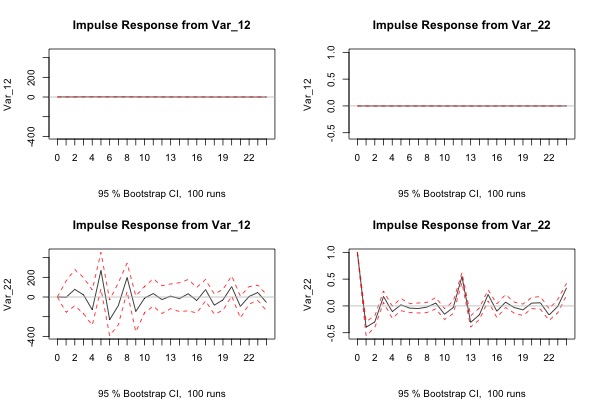 Impulse Response from Var_12
Var_12
200
0
-400
0 2 4 6 8 10 13 16 19 22
95 % Bootstrap CI, 100 runs
Impulse Response from Var_22
Var_12
1.0
0.5
0.0
-0.5
0 2 4 6 8 10 13 16 19 22
95 % Bootstrap CI, 100 runs
Impulse Response from Var_12
Var_22
200
0
-400
0 2 4 6 8 10 13 16 19 22
95 % Bootstrap CI, 100 runs
Impulse Response from Var_22
Var_22
1.0
0.5
0.0
-0.5
0 2 4 6 8 10 13 16 19 22
95 % Bootstrap CI, 100 runs